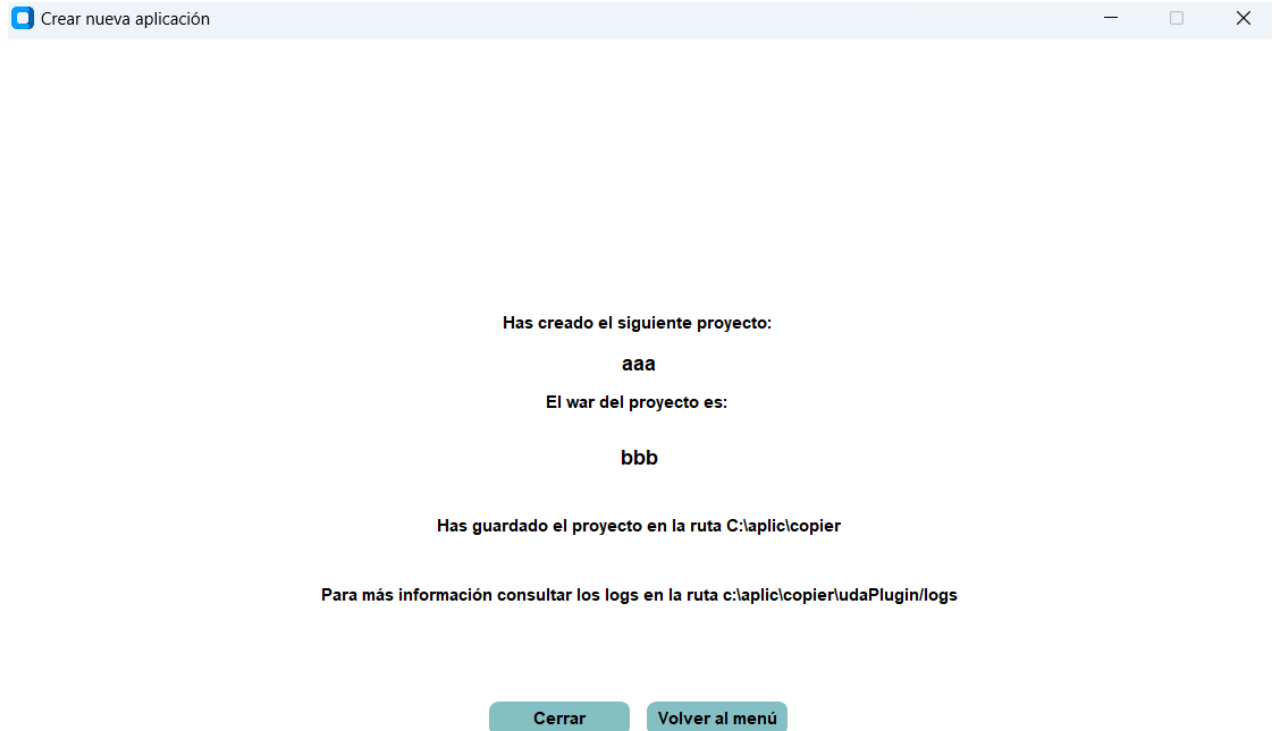 Crear nueva aplicación
Has creado el siguiente proyecto:
aaa
El war del proyecto es:
bbb
Has guardado el proyecto en la ruta C:\aplic\copier
Para más información consultar los logs en la ruta c:\aplic\copier\udaPlugin/logs
Cerrar Volver al menú